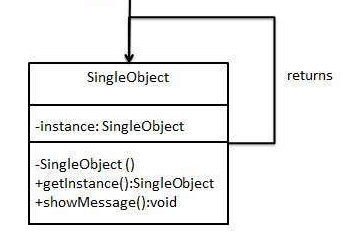 SingleObject
returns
-instance: SingleObject
-SingleObject ()
+getInstance():SingleObject
+showMessage():void